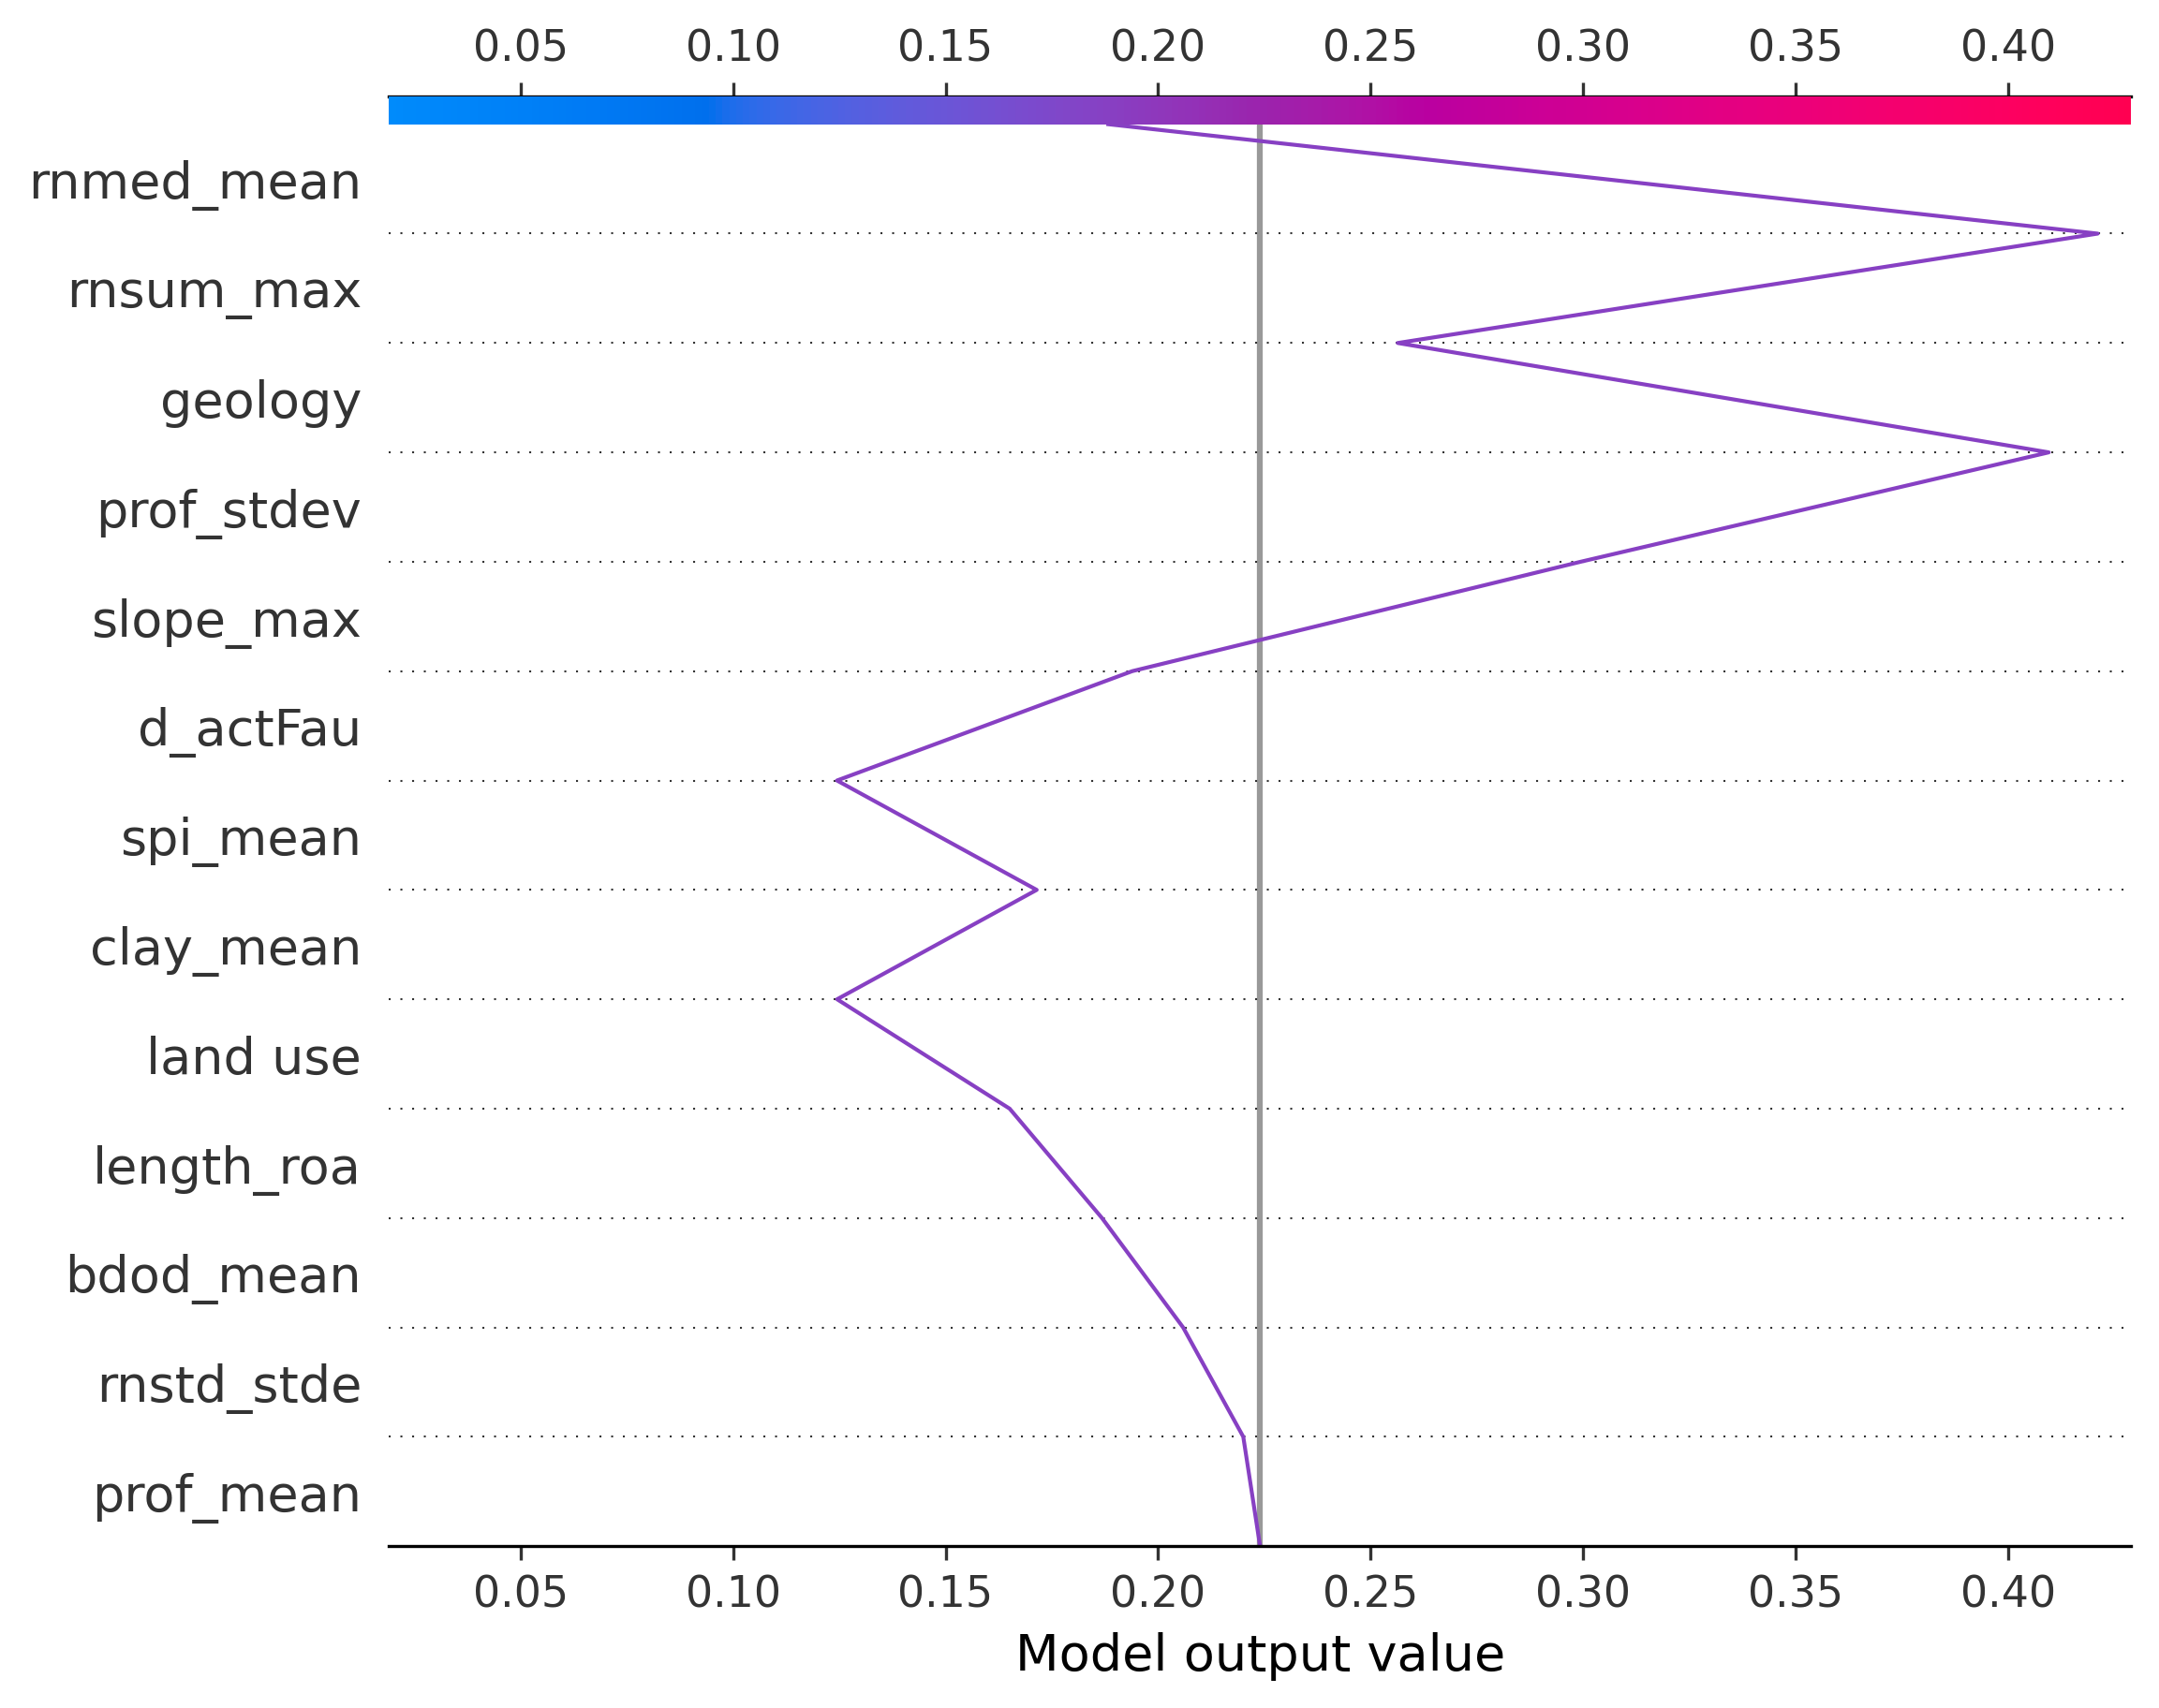 0.05 0.10 0.15 0.20 0.25 0.30 0.35 0.40
rnmed_mean
rnsum_max
geology
prof_stdev
slope_max
d_actFau
spi_mean
clay_mean
land use
length_roa
bdod_mean
rnstd_stde
prof_mean
0.05 0.10 0.15 0.20 0.25 0.30 0.35 0.40
Model output value